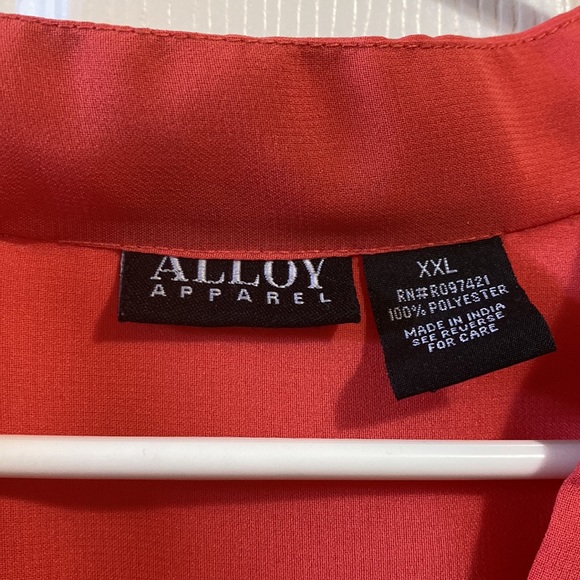 ALLOY
APPAREL
XXL
RN#R097421
100% POLYESTER
MADE IN INDIA
SEE REVERSE
FOR CARE